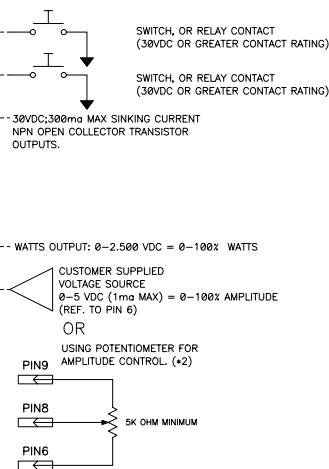 SWITCH, OR RELAY CONTACT
(30VDC OR GREATER CONTACT RATING)
SWITCH, OR RELAY CONTACT
(30VDC OR GREATER CONTACT RATING)
30VDC;300ma MAX SINKING CURRENT
NPN OPEN COLLECTOR TRANSISTOR
OUTPUTS.
WATTS OUTPUT: 0-2.500 VDC = 0-100% WATTS
CUSTOMER SUPPLIED
VOLTAGE SOURCE
0-5 VDC (1ma MAX) = 0-100% AMPLITUDE
(REF. TO PIN 6)
OR
USING POTENTIOMETER FOR
AMPLITUDE CONTROL. (*2)
PIN9
PIN8
5K OHM MINIMUM
PIN6